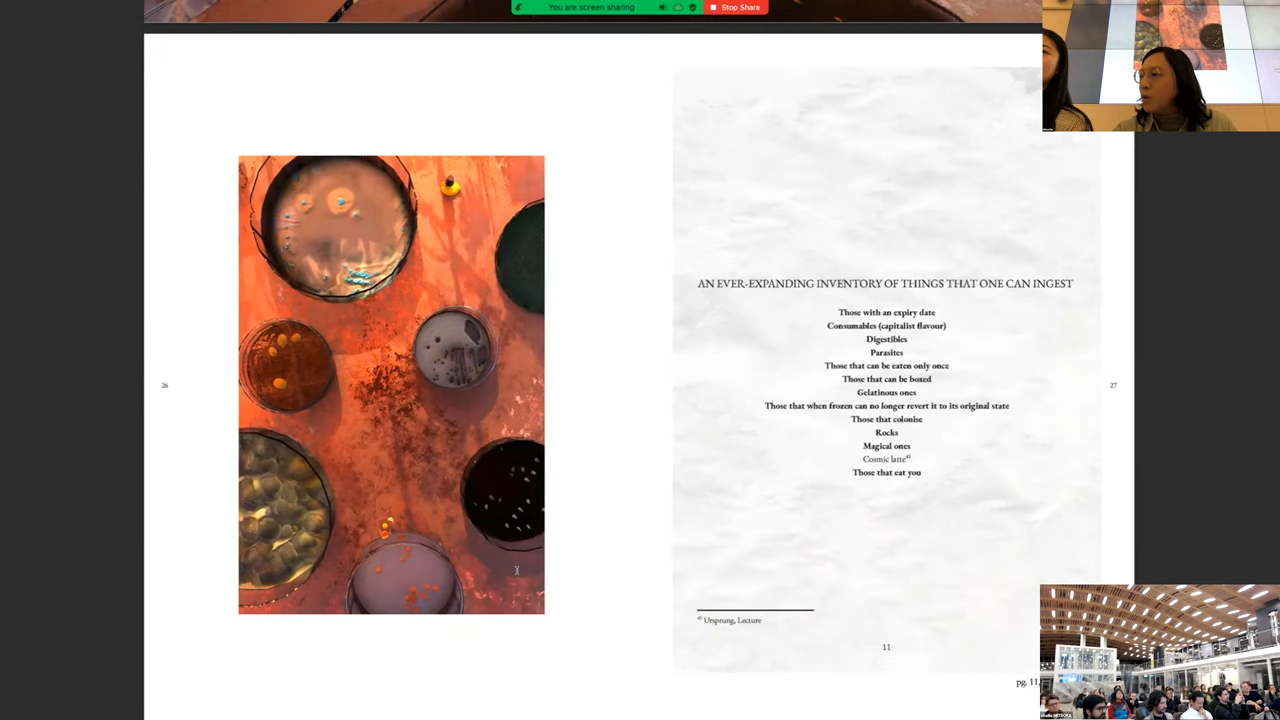 You are screen sharing
Stop Share
AN EVER-EXPANDING INVENTORY OF THINGS THAT ONE CAN INGEST
Those with an expiry date
Consumables (capitalist flavour)
Digestibles
Parasites
Those that can be eaten only once
Those that can be boxed
26
27
Gelatinous ones
Those that when frozen can no longer revert it to its original state
Those that colonise
Rocks
Magical ones
Cosmic latte⁴⁵
Those that eat you
⁴⁵ Ursprung, Lecture
11
pg. 11,